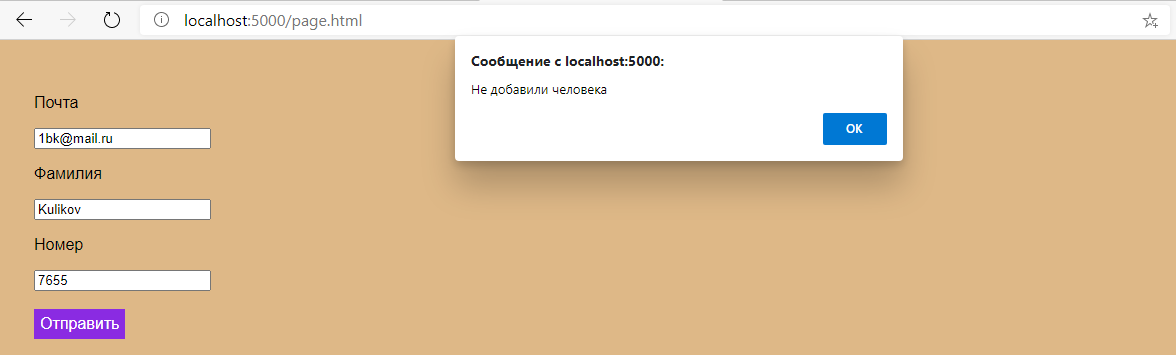 localhost:5000/page.html
Сообщение с localhost:5000:
Не добавили человека
ОК
Почта
1bk@mail.ru
Фамилия
Kulikov
Номер
7655
Отправить